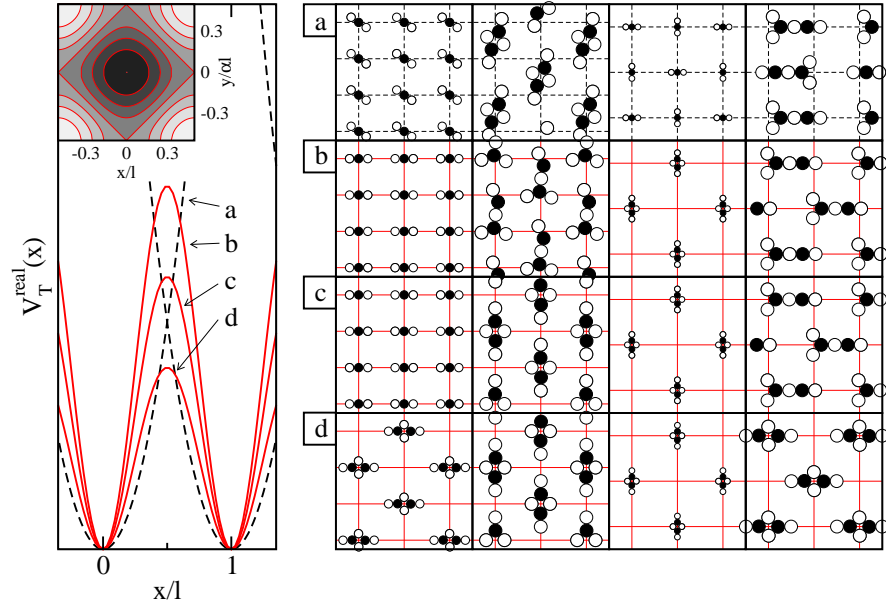 0.3
0
-0.3
y/αl
-0.3 0 0.3
x/l
a
b
c
d
V_T^real(x)
0 1
x/l
a
b
c
d